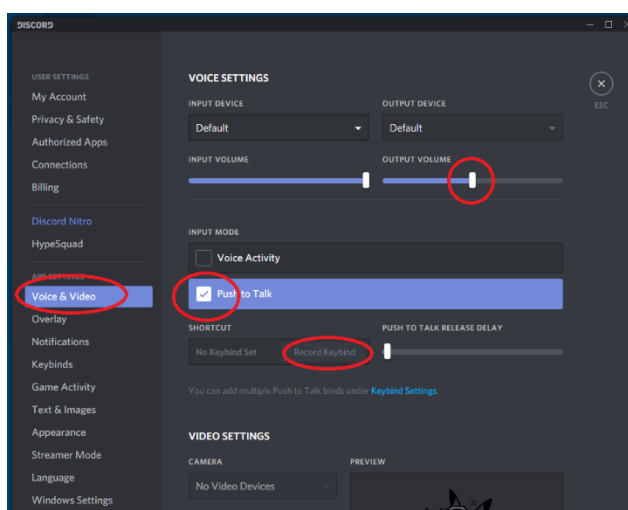 DISCORD
USER SETTINGS
My Account
Privacy & Safety
Authorized Apps
Connections
Billing
Discord Nitro
HypeSquad
APP SETTINGS
Voice & Video
Overlay
Notifications
Keybinds
Game Activity
Text & Images
Appearance
Streamer Mode
Language
Windows Settings
VOICE SETTINGS
INPUT DEVICE
OUTPUT DEVICE
Default
Default
INPUT VOLUME
OUTPUT VOLUME
INPUT MODE
Voice Activity
Push to Talk
SHORTCUT
PUSH TO TALK RELEASE DELAY
No Keybind Set
Record Keybind
You can add multiple Push to Talk binds under Keybind Settings.
VIDEO SETTINGS
CAMERA
PREVIEW
No Video Devices
ESC